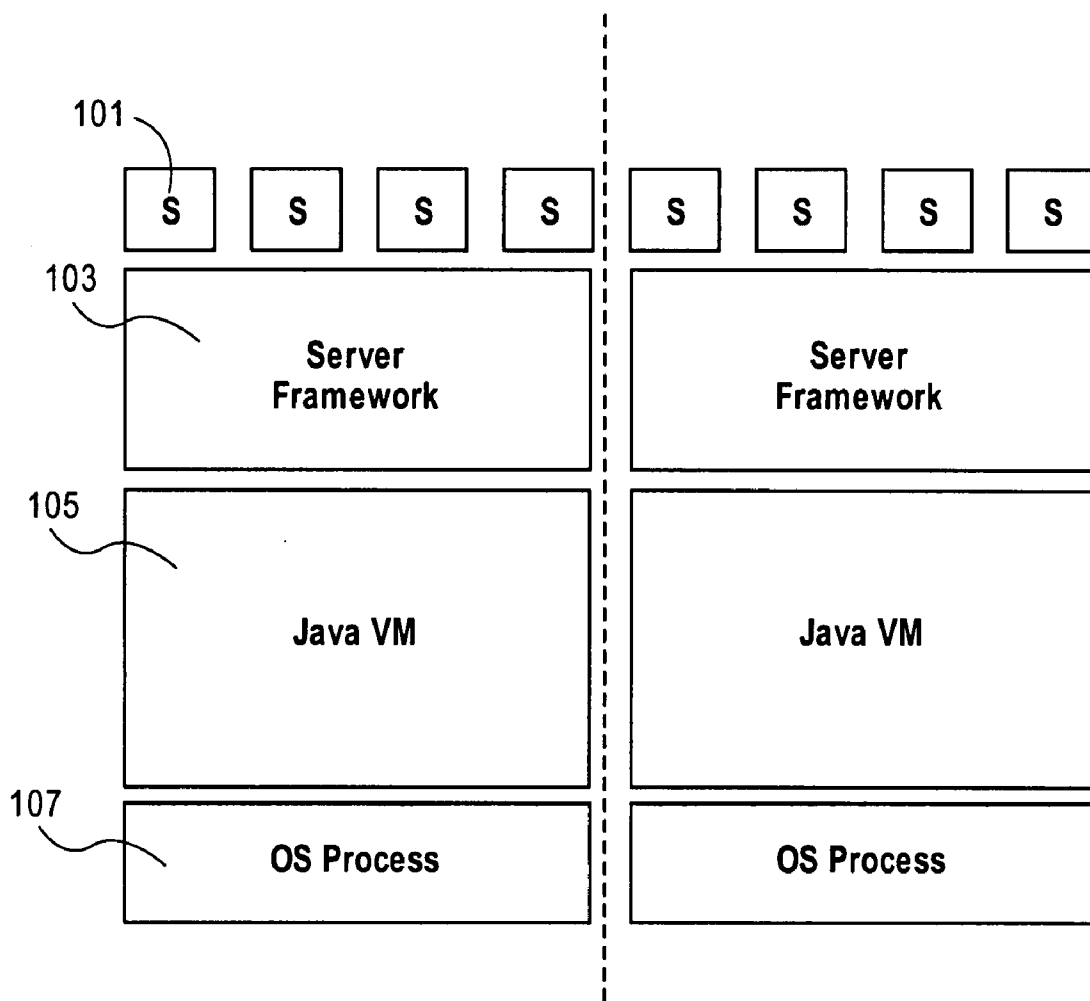 101
S S S S S S S S
103
Server Framework
Server Framework
105
Java VM
Java VM
107
OS Process
OS Process